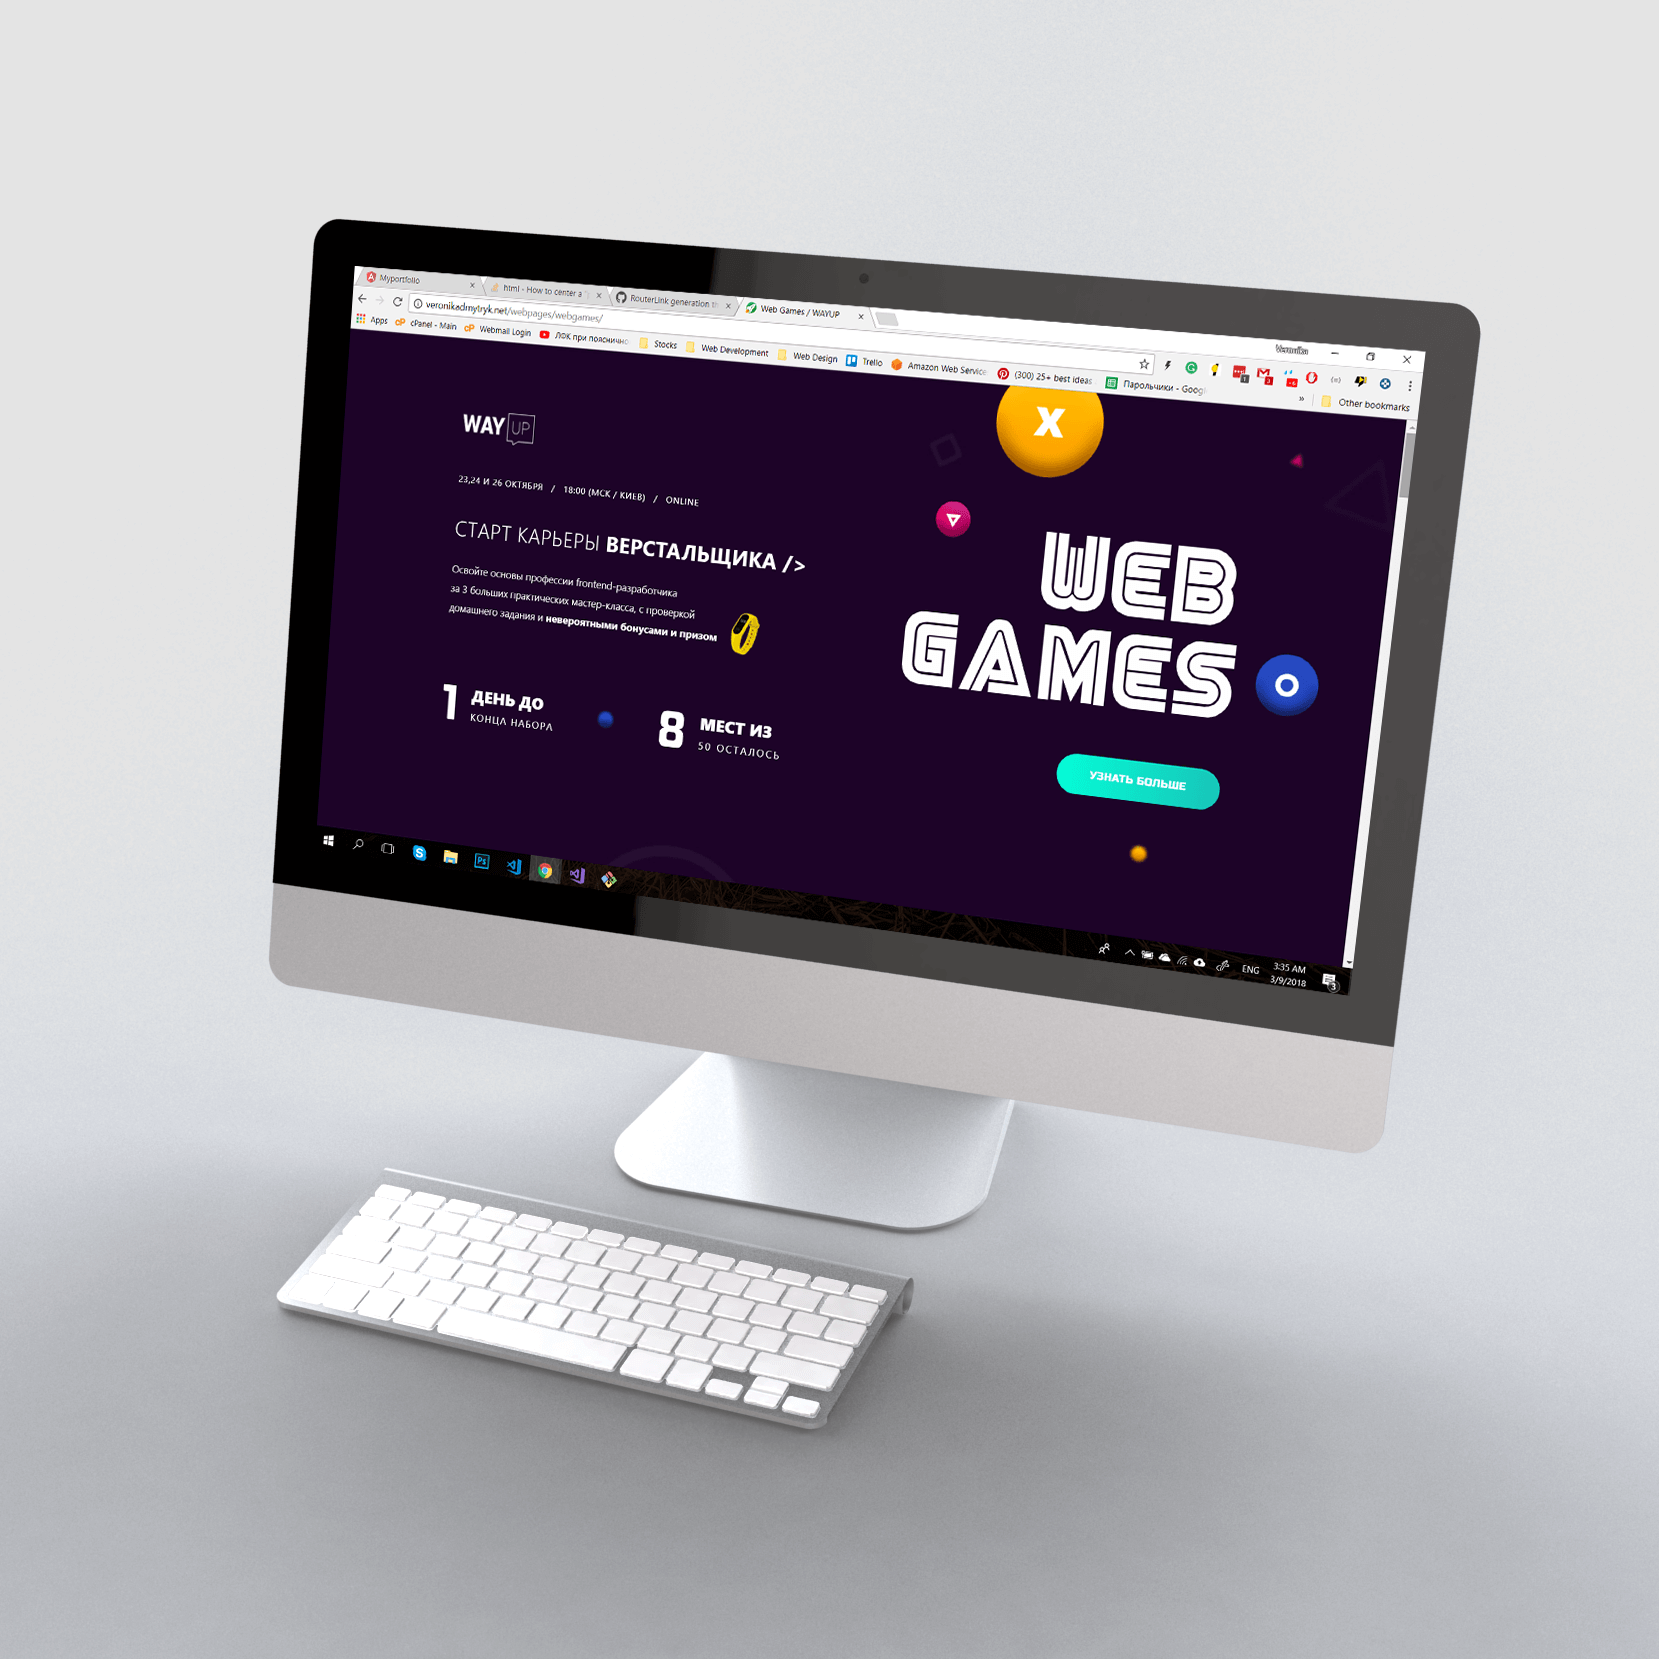 Myportfolio
html - How to center a
RouterLink generation
Web Games / WAYUP
Veronika
veronikadmytryk.net/webpages/webgames/
Apps
cPanel - Main
Webmail Login
ЛФК при пояснично
Stocks
Web Development
Web Design
Trello
Amazon Web Service
(300) 25+ best ideas
Парольчики - Googl
»
Other bookmarks
WAY UP
X
23,24 И 26 ОКТЯБРЯ / 18:00 (МСК / КИЕВ) / ONLINE
СТАРТ КАРЬЕРЫ ВЕРСТАЛЬЩИКА />
Освойте основы профессии frontend-разработчика
за 3 больших практических мастер-класса, с проверкой
домашнего задания и невероятными бонусами и призом
WEB
GAMES
1 ДЕНЬ ДО
КОНЦА НАБОРА
8 МЕСТ ИЗ
50 ОСТАЛОСЬ
УЗНАТЬ БОЛЬШЕ
Ps
ENG
3:35 AM
3/9/2018
3